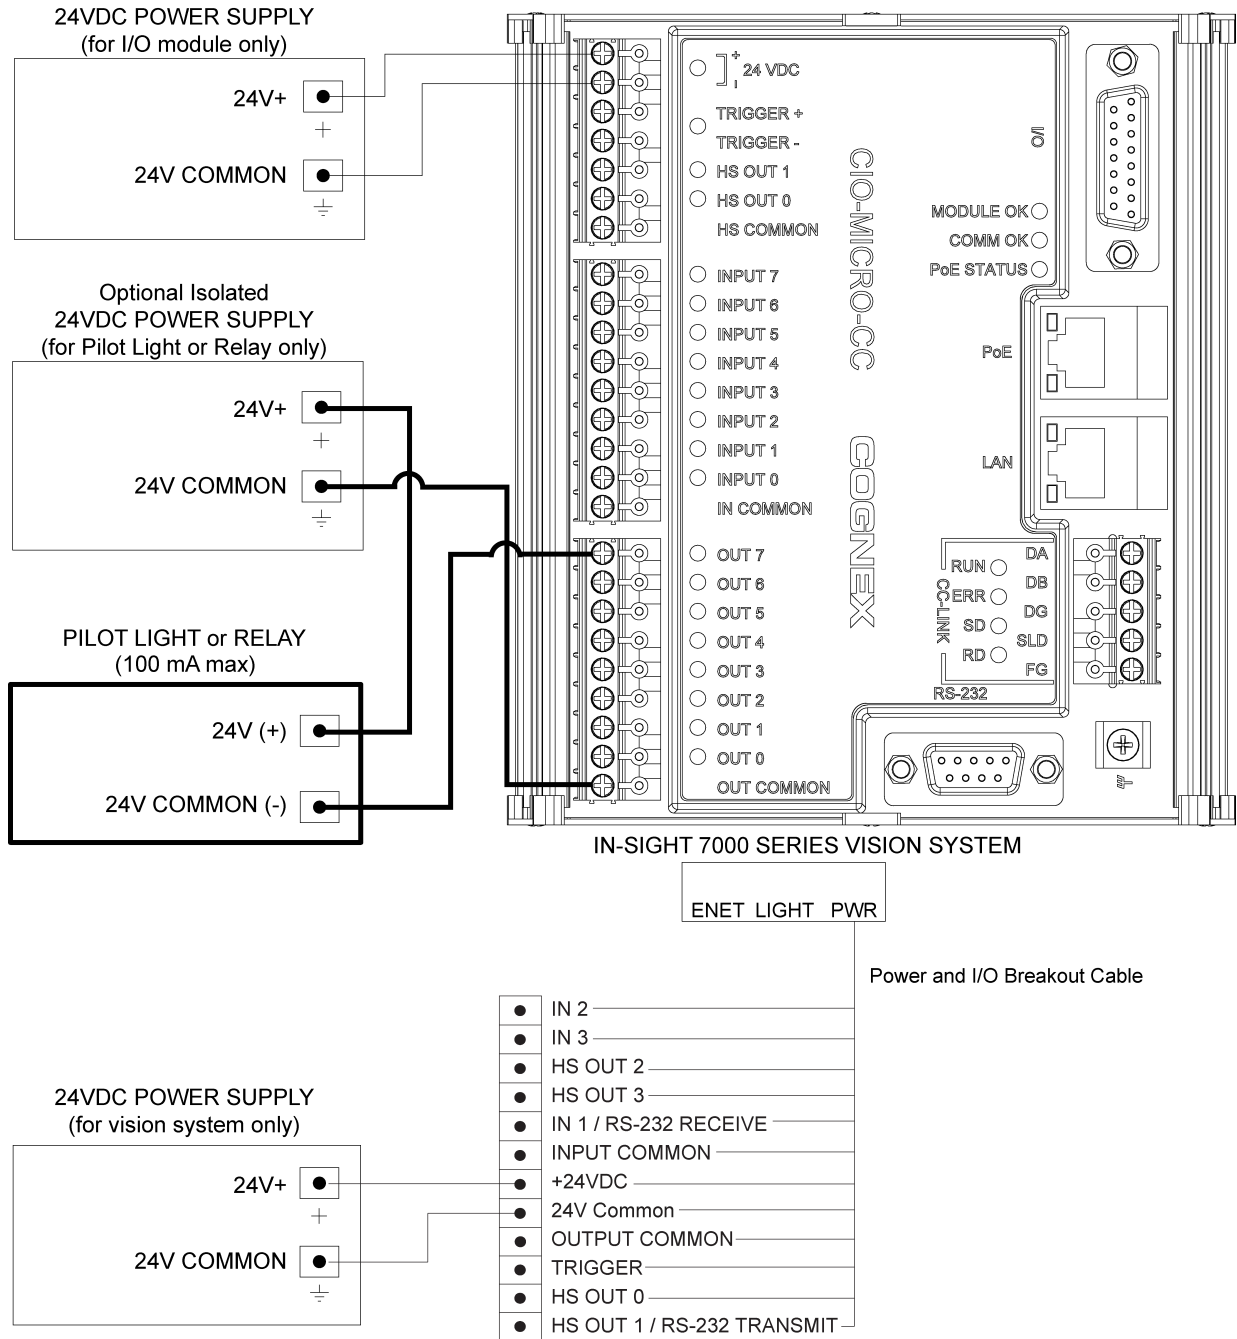 24VDC POWER SUPPLY
(for I/O module only)
24V+
+
24V COMMON
Optional Isolated
24VDC POWER SUPPLY
(for Pilot Light or Relay only)
24V+
+
24V COMMON
PILOT LIGHT or RELAY
(100 mA max)
24V (+)
24V COMMON (-)
+
24 VDC
-
TRIGGER +
TRIGGER -
HS OUT 1
HS OUT 0
HS COMMON
INPUT 7
INPUT 6
INPUT 5
INPUT 4
INPUT 3
INPUT 2
INPUT 1
INPUT 0
IN COMMON
OUT 7
OUT 6
OUT 5
OUT 4
OUT 3
OUT 2
OUT 1
OUT 0
OUT COMMON
CIO-MICRO-CC
COGNEX
I/O
MODULE OK
COMM OK
PoE STATUS
PoE
LAN
CC-LINK
RUN
ERR
SD
RD
DA
DB
DG
SLD
FG
RS-232
IN-SIGHT 7000 SERIES VISION SYSTEM
ENET LIGHT PWR
Power and I/O Breakout Cable
IN 2
IN 3
HS OUT 2
HS OUT 3
IN 1 / RS-232 RECEIVE
INPUT COMMON
+24VDC
24V Common
OUTPUT COMMON
TRIGGER
HS OUT 0
HS OUT 1 / RS-232 TRANSMIT
24VDC POWER SUPPLY
(for vision system only)
24V+
+
24V COMMON